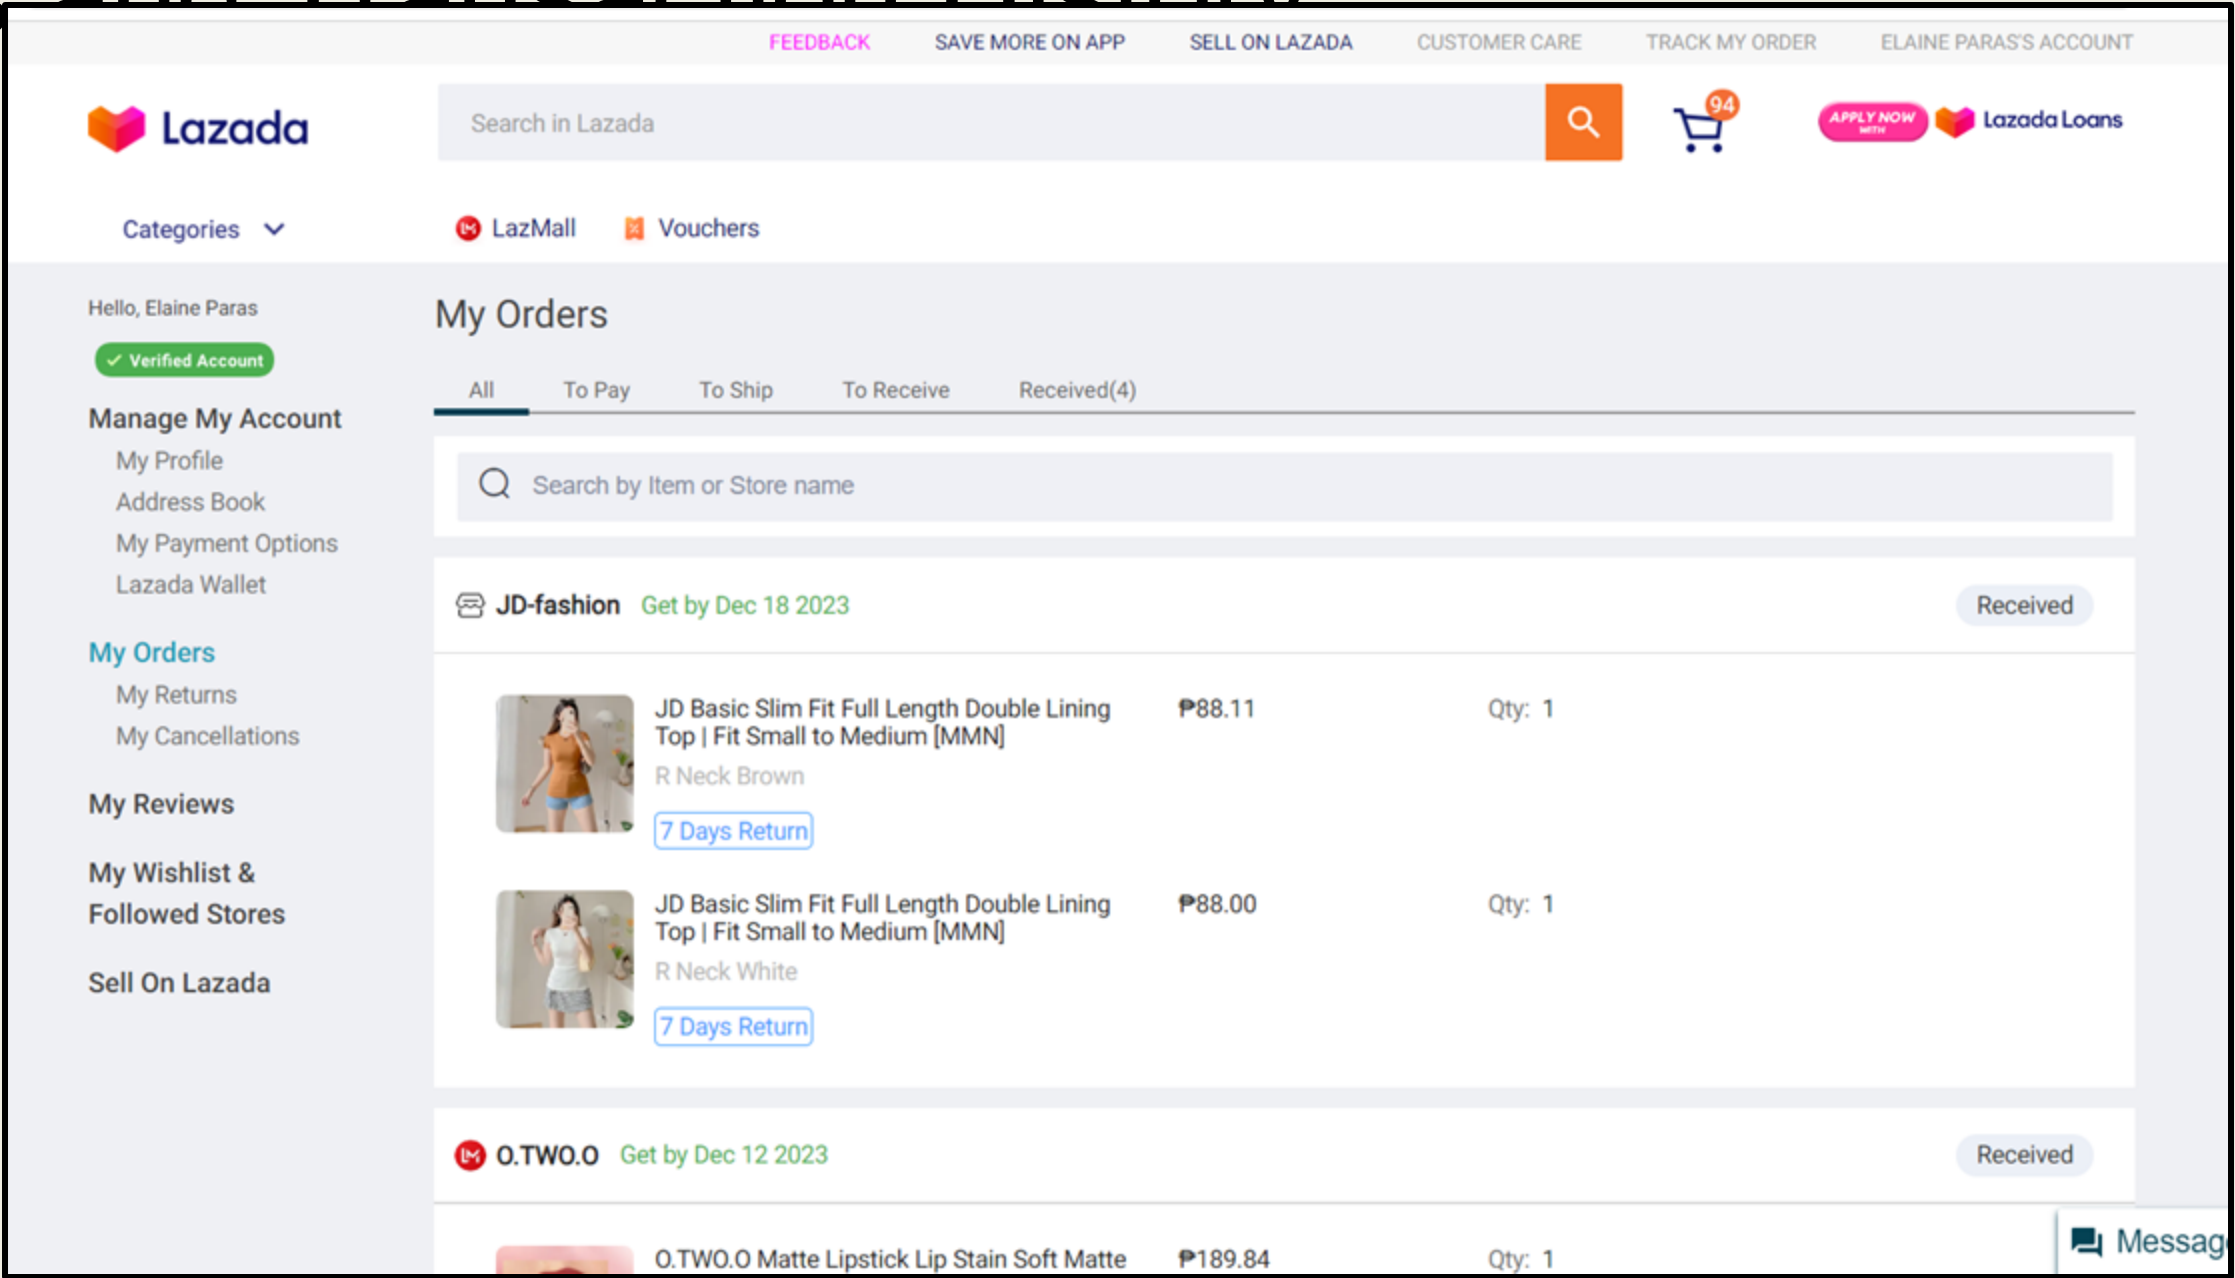 FEEDBACK SAVE MORE ON APP SELL ON LAZADA CUSTOMER CARE TRACK MY ORDER ELAINE PARAS'S ACCOUNT
Lazada Search in Lazada 94 APPLY NOW WITH Lazada Loans
Categories LazMall Vouchers
Hello, Elaine Paras
Verified Account
Manage My Account
My Profile
Address Book
My Payment Options
Lazada Wallet
My Orders
My Returns
My Cancellations
My Reviews
My Wishlist &
Followed Stores
Sell On Lazada
My Orders
All To Pay To Ship To Receive Received(4)
Search by Item or Store name
JD-fashion Get by Dec 18 2023 Received
JD Basic Slim Fit Full Length Double Lining ₱88.11 Qty: 1
Top | Fit Small to Medium [MMN]
R Neck Brown
7 Days Return
JD Basic Slim Fit Full Length Double Lining ₱88.00 Qty: 1
Top | Fit Small to Medium [MMN]
R Neck White
7 Days Return
O.TWO.O Get by Dec 12 2023 Received
O.TWO.O Matte Lipstick Lip Stain Soft Matte ₱189.84 Qty: 1
Messag